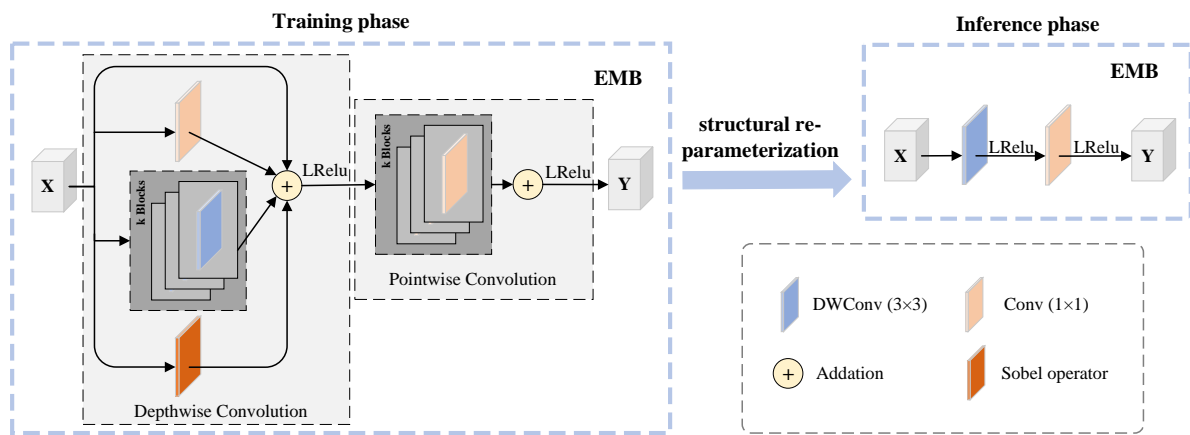 Training phase
EMB
X
k Blocks
+
LRelu
Depthwise Convolution
k Blocks
+
LRelu
Y
Pointwise Convolution
structural re-
parameterization
Inference phase
EMB
X
LRelu
LRelu
Y
DWConv (3×3)
Conv (1×1)
+
Addation
Sobel operator